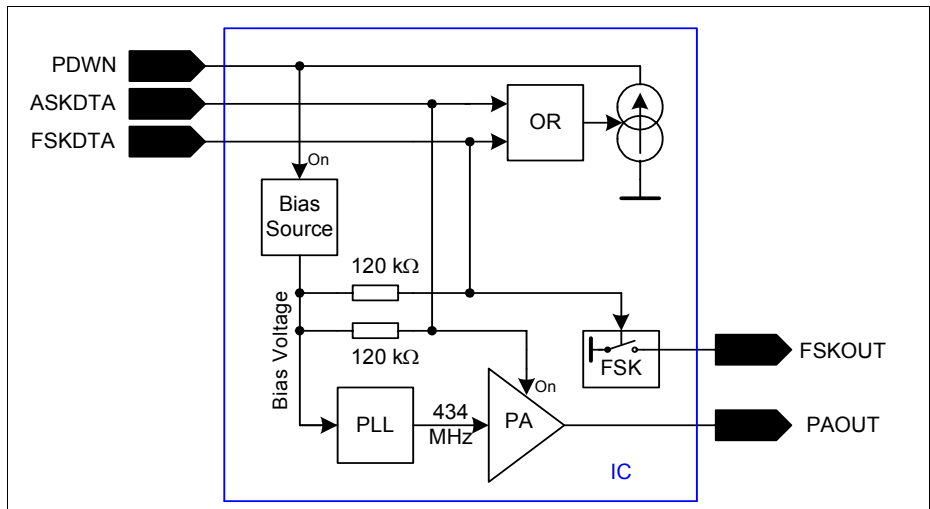 PDWN
ASKDTA
FSKDTA
OR
On
Bias
Source
120 kΩ
Bias Voltage
120 kΩ
FSK
FSKOUT
On
PLL
434
MHz
PA
PAOUT
IC